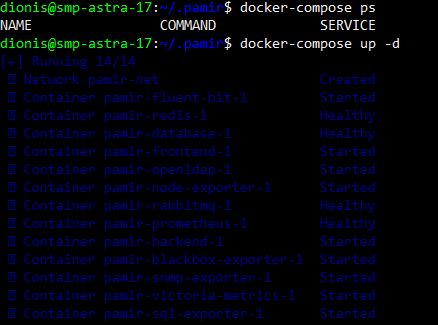 dionis@smp-astra-17:~/.pamir$ docker-compose ps
NAME COMMAND SERVICE
dionis@smp-astra-17:~/.pamir$ docker-compose up -d
[+] Running 14/14
Network pamir-net Created
Container pamir-fluent-bit-1 Started
Container pamir-redis-1 Healthy
Container pamir-database-1 Healthy
Container pamir-frontend-1 Started
Container pamir-openldap-1 Started
Container pamir-node-exporter-1 Started
Container pamir-rabbitmq-1 Healthy
Container pamir-prometheus-1 Healthy
Container pamir-backend-1 Started
Container pamir-blackbox-exporter-1 Started
Container pamir-snmp-exporter-1 Started
Container pamir-victoria-metrics-1 Started
Container pamir-sql-exporter-1 Started